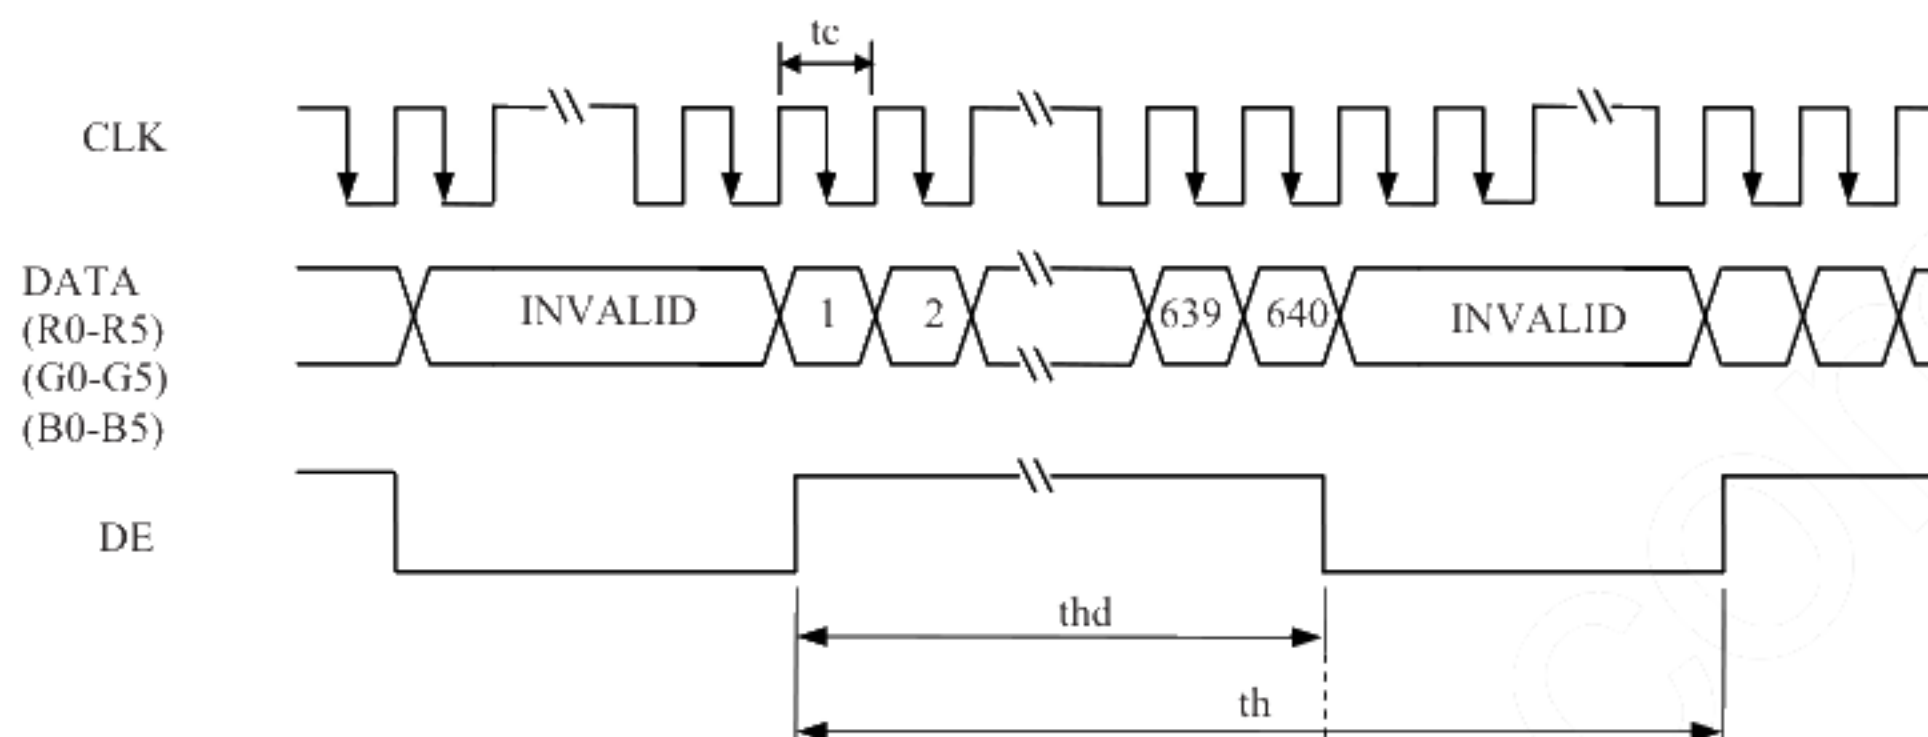 tc
CLK
DATA
(R0-R5)
(G0-G5)
(B0-B5)
INVALID 1 2 639 640 INVALID
DE
thd
th